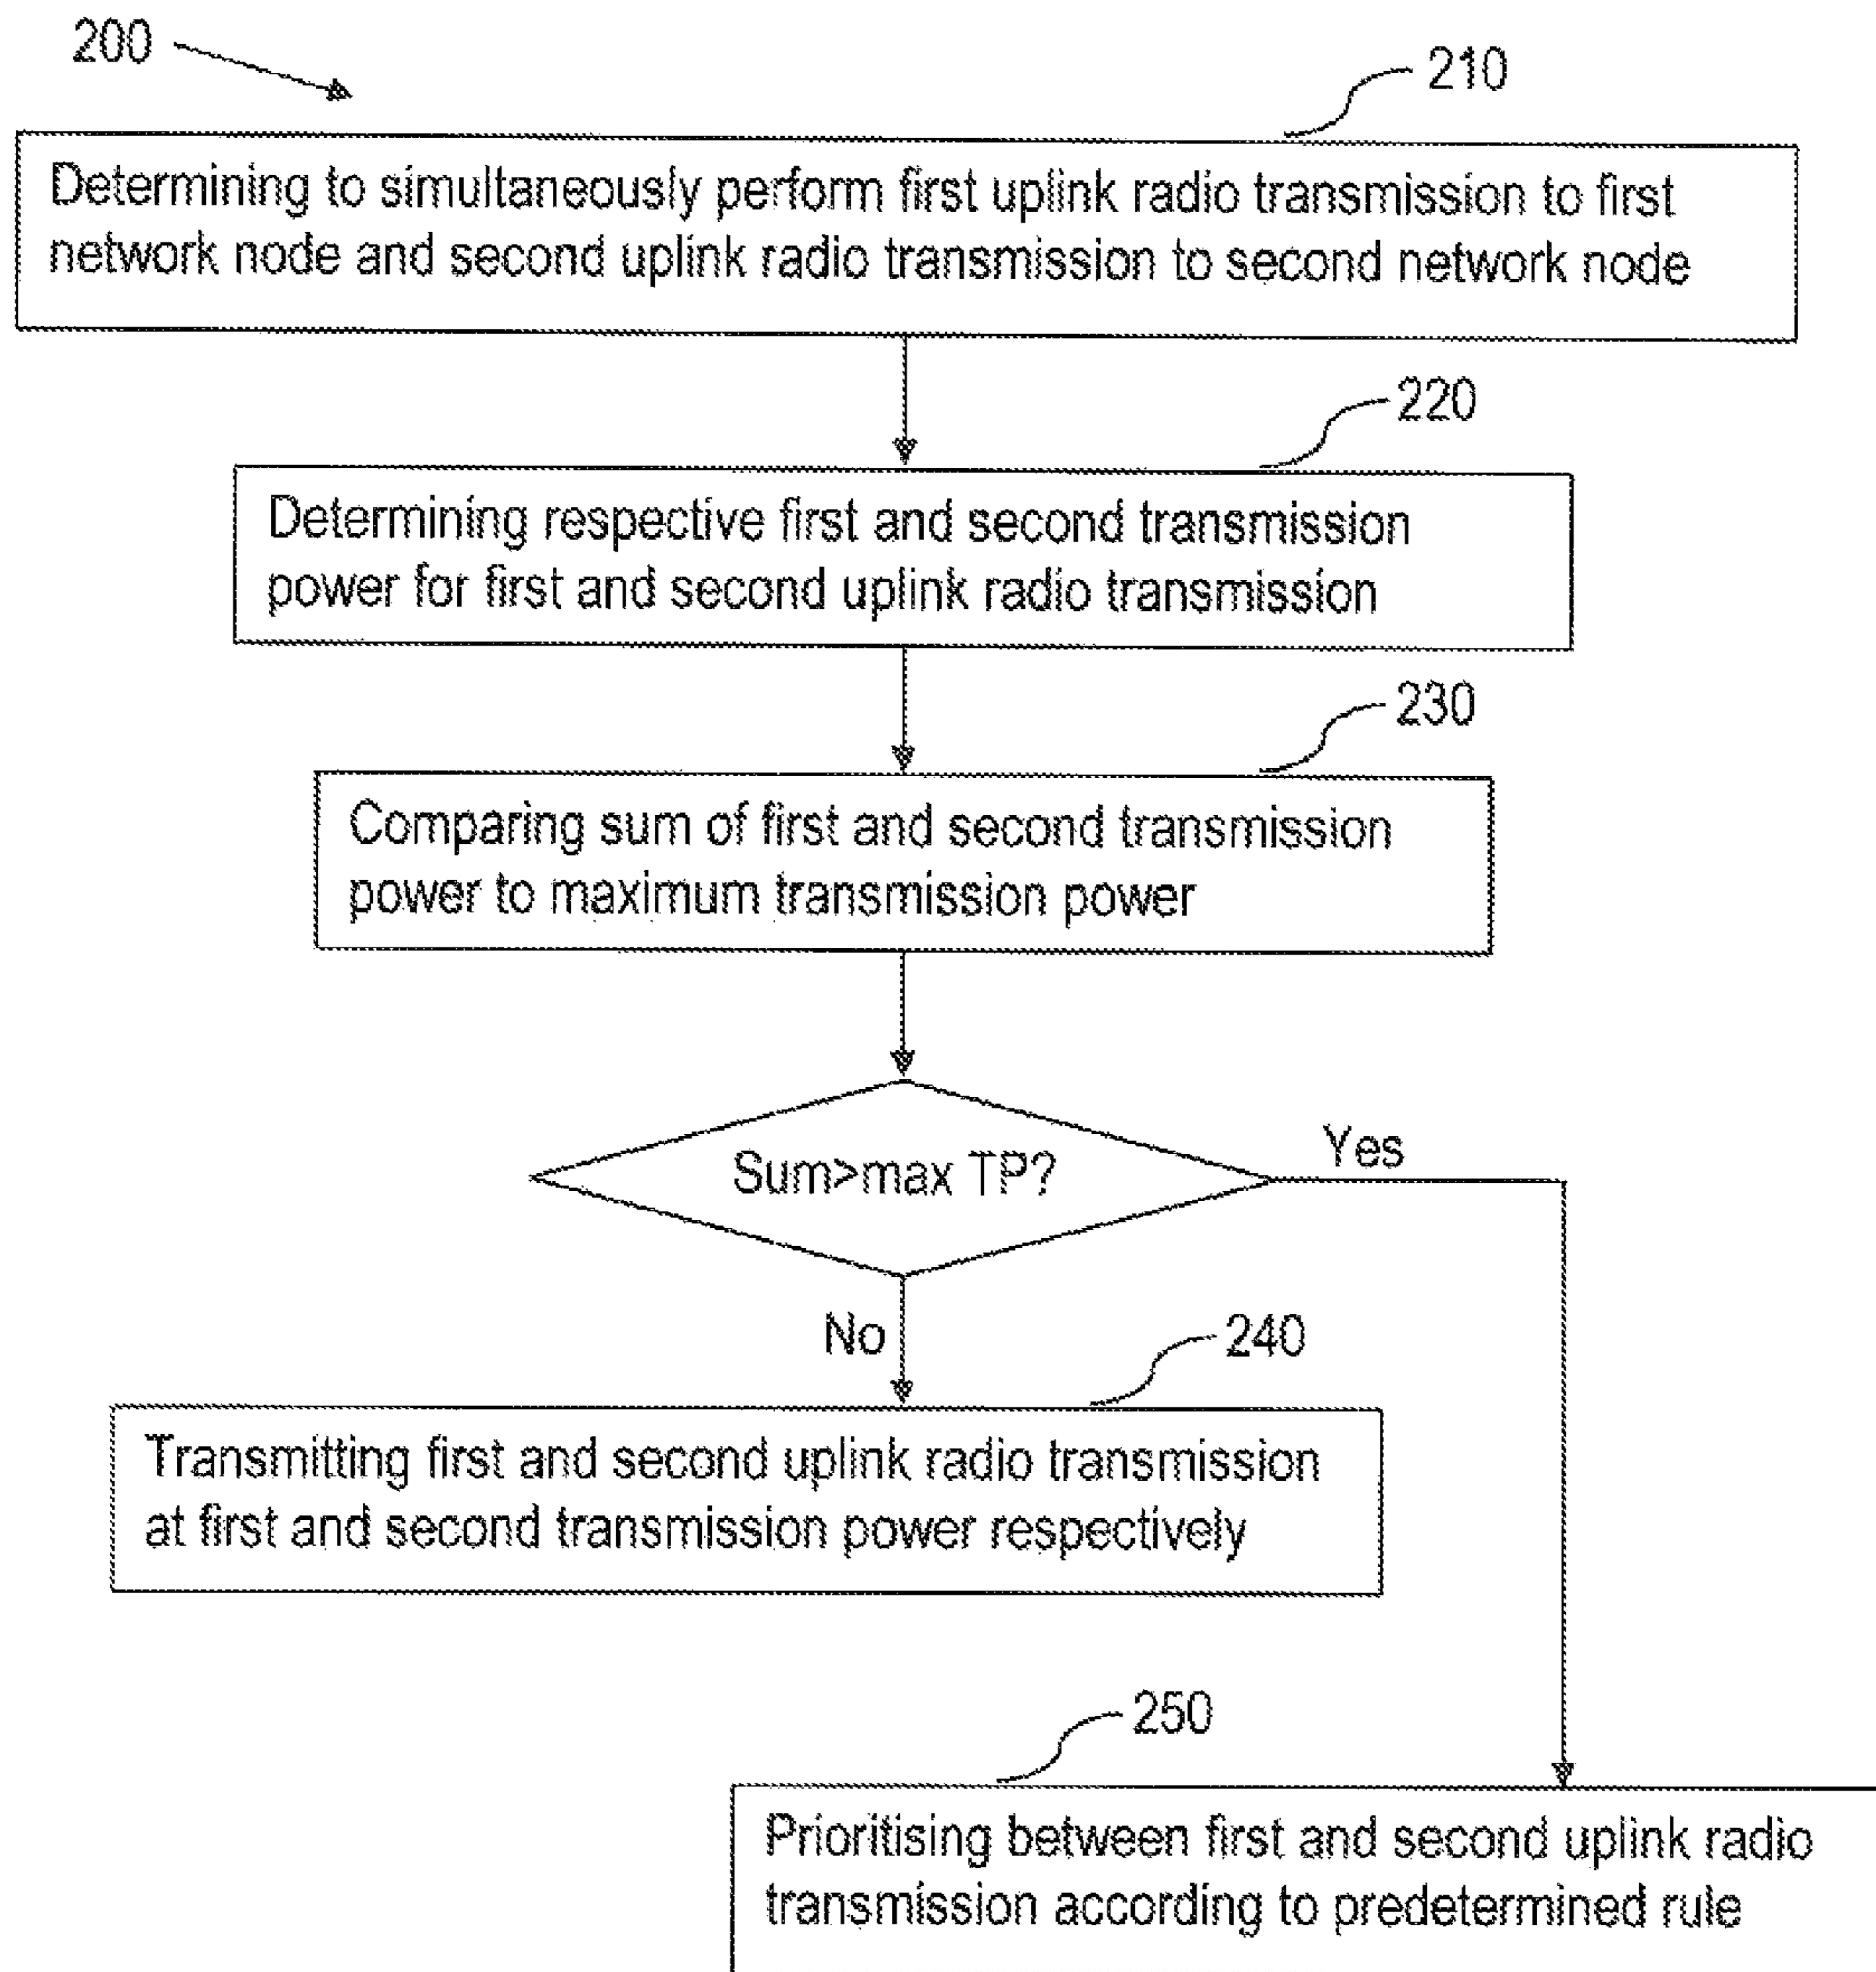 200
210
Determining to simultaneously perform first uplink radio transmission to first
network node and second uplink radio transmission to second network node
220
Determining respective first and second transmission
power for first and second uplink radio transmission
230
Comparing sum of first and second transmission
power to maximum transmission power
Sum>max TP?
Yes
No
240
Transmitting first and second uplink radio transmission
at first and second transmission power respectively
250
Prioritising between first and second uplink radio
transmission according to predetermined rule